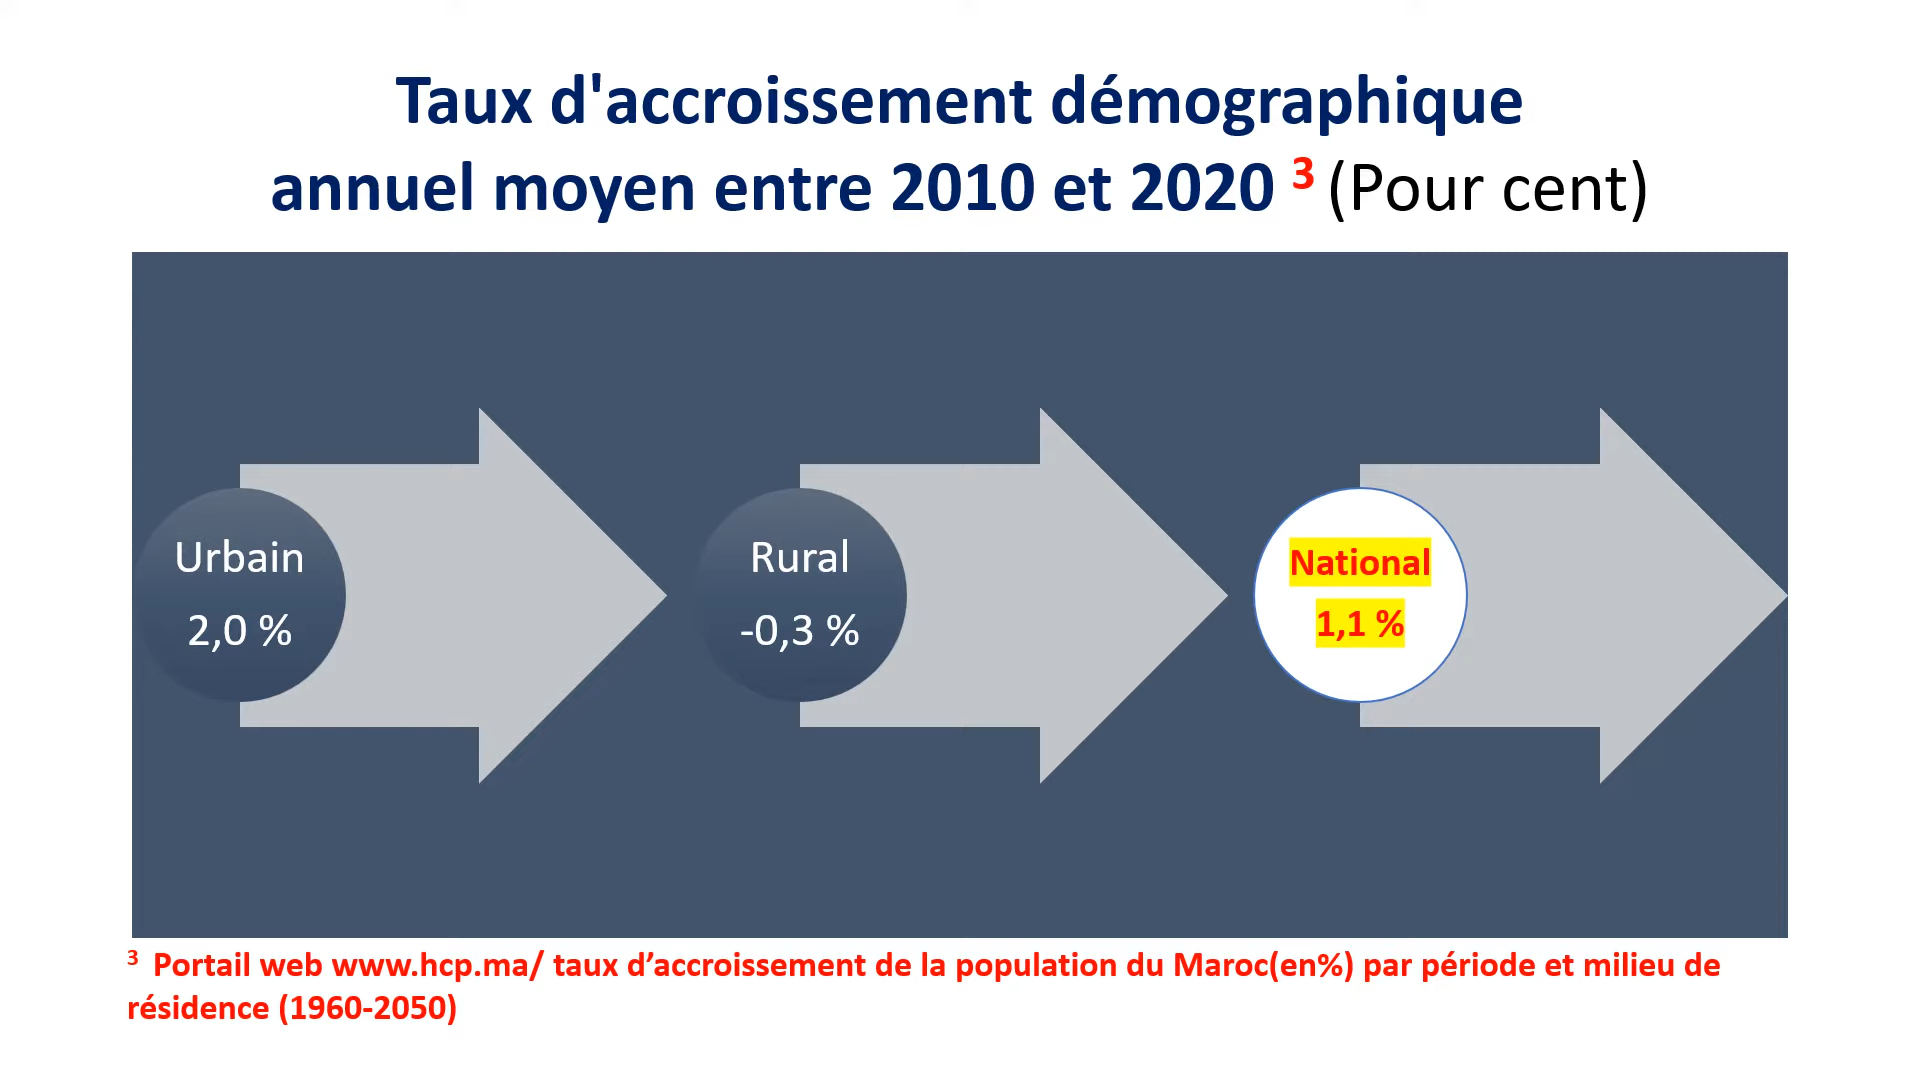 Taux d'accroissement démographique
annuel moyen entre 2010 et 2020 ³ (Pour cent)
Urbain
2,0 %
Rural
-0,3 %
National
1,1 %
³ Portail web www.hcp.ma/ taux d’accroissement de la population du Maroc(en%) par période et milieu de
résidence (1960-2050)